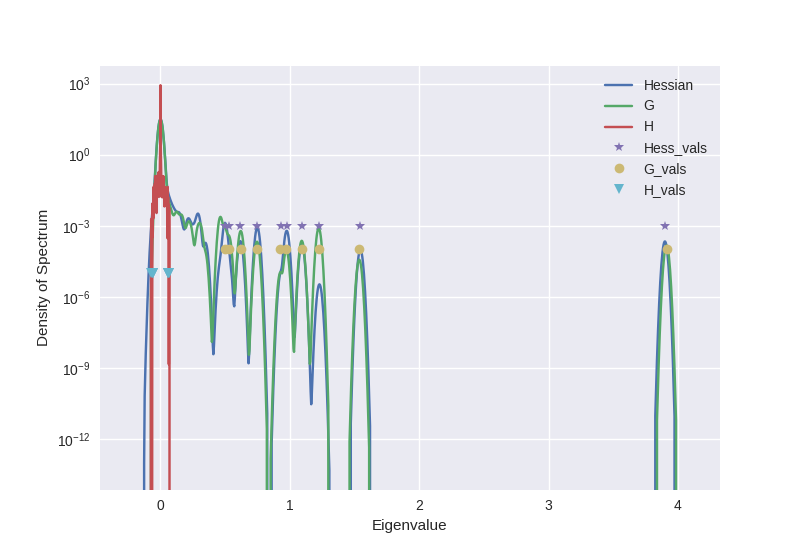 10^3
10^0
10^−3
10^−6
10^−9
10^−12
Density of Spectrum
Hessian
G
H
Hess_vals
G_vals
H_vals
0 1 2 3 4
Eigenvalue